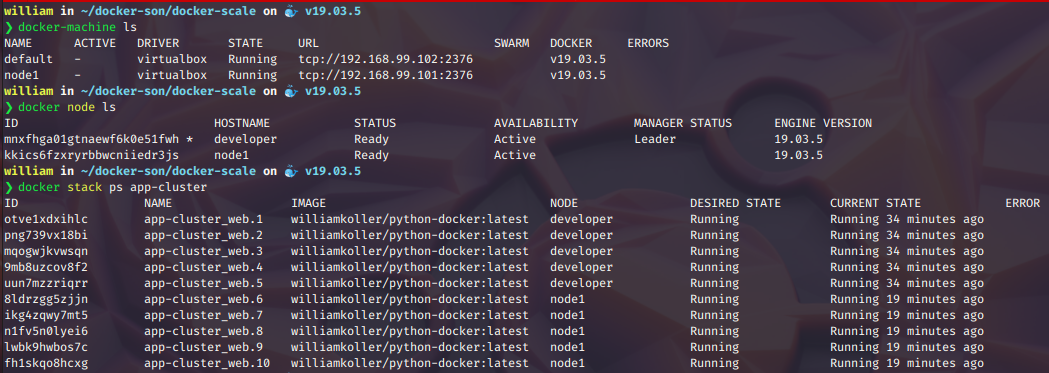 william in ~/docker-son/docker-scale on 🐳 v19.03.5
❯ docker-machine ls
NAME ACTIVE DRIVER STATE URL SWARM DOCKER ERRORS
default - virtualbox Running tcp://192.168.99.102:2376 v19.03.5
node1 - virtualbox Running tcp://192.168.99.101:2376 v19.03.5
william in ~/docker-son/docker-scale on 🐳 v19.03.5
❯ docker node ls
ID HOSTNAME STATUS AVAILABILITY MANAGER STATUS ENGINE VERSION
mnxfhga01gtnaewf6k0e51fwh * developer Ready Active Leader 19.03.5
kkics6fzxryrbbwcniiedr3js node1 Ready Active 19.03.5
william in ~/docker-son/docker-scale on 🐳 v19.03.5
❯ docker stack ps app-cluster
ID NAME IMAGE NODE DESIRED STATE CURRENT STATE ERROR
otve1xdxihlc app-cluster_web.1 williamkoller/python-docker:latest developer Running Running 34 minutes ago
png739vx18bi app-cluster_web.2 williamkoller/python-docker:latest developer Running Running 34 minutes ago
mqogwjkvwsqn app-cluster_web.3 williamkoller/python-docker:latest developer Running Running 34 minutes ago
9mb8uzcov8f2 app-cluster_web.4 williamkoller/python-docker:latest developer Running Running 34 minutes ago
uun7mzzriqrr app-cluster_web.5 williamkoller/python-docker:latest developer Running Running 34 minutes ago
8ldrzgg5zjjn app-cluster_web.6 williamkoller/python-docker:latest node1 Running Running 19 minutes ago
ikg4zqwy7mt5 app-cluster_web.7 williamkoller/python-docker:latest node1 Running Running 19 minutes ago
n1fv5n0lyei6 app-cluster_web.8 williamkoller/python-docker:latest node1 Running Running 19 minutes ago
lwbk9hwbos7c app-cluster_web.9 williamkoller/python-docker:latest node1 Running Running 19 minutes ago
fh1skqo8hcxg app-cluster_web.10 williamkoller/python-docker:latest node1 Running Running 19 minutes ago